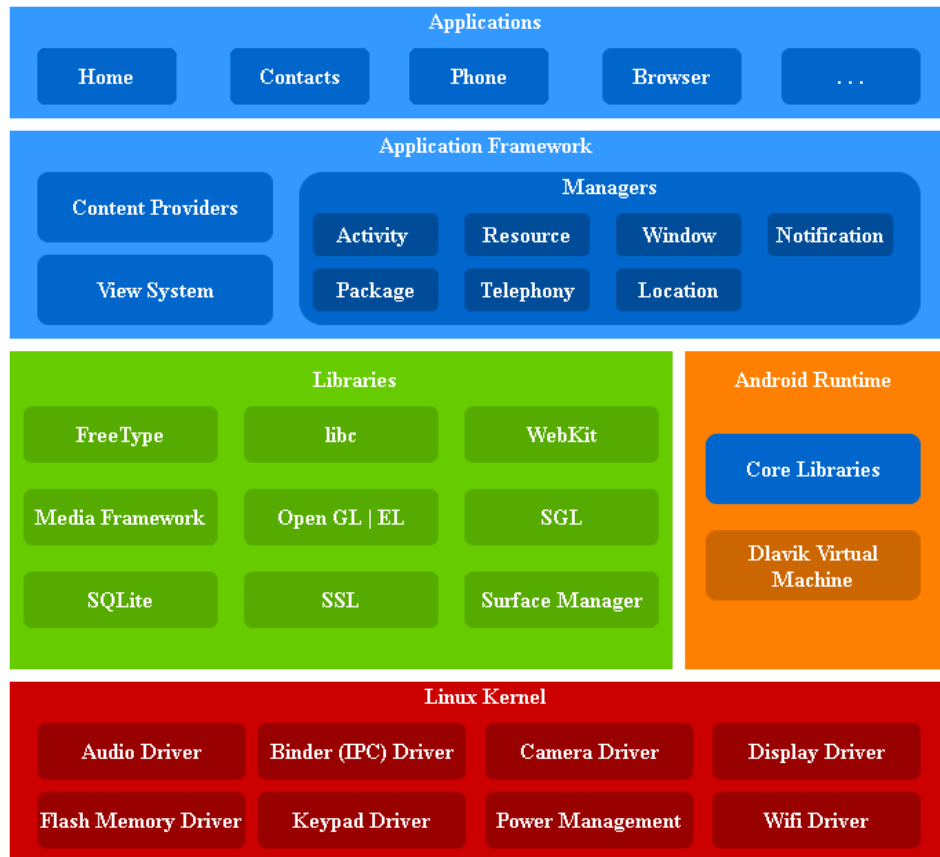 Applications
Home
Contacts
Phone
Browser
. . .
Application Framework
Content Providers
View System
Managers
Activity
Resource
Window
Notification
Package
Telephony
Location
Libraries
FreeType
libc
WebKit
Media Framework
Open GL | EL
SGL
SQLite
SSL
Surface Manager
Android Runtime
Core Libraries
Dlavik Virtual
Machine
Linux Kernel
Audio Driver
Binder (IPC) Driver
Camera Driver
Display Driver
Flash Memory Driver
Keypad Driver
Power Management
Wifi Driver